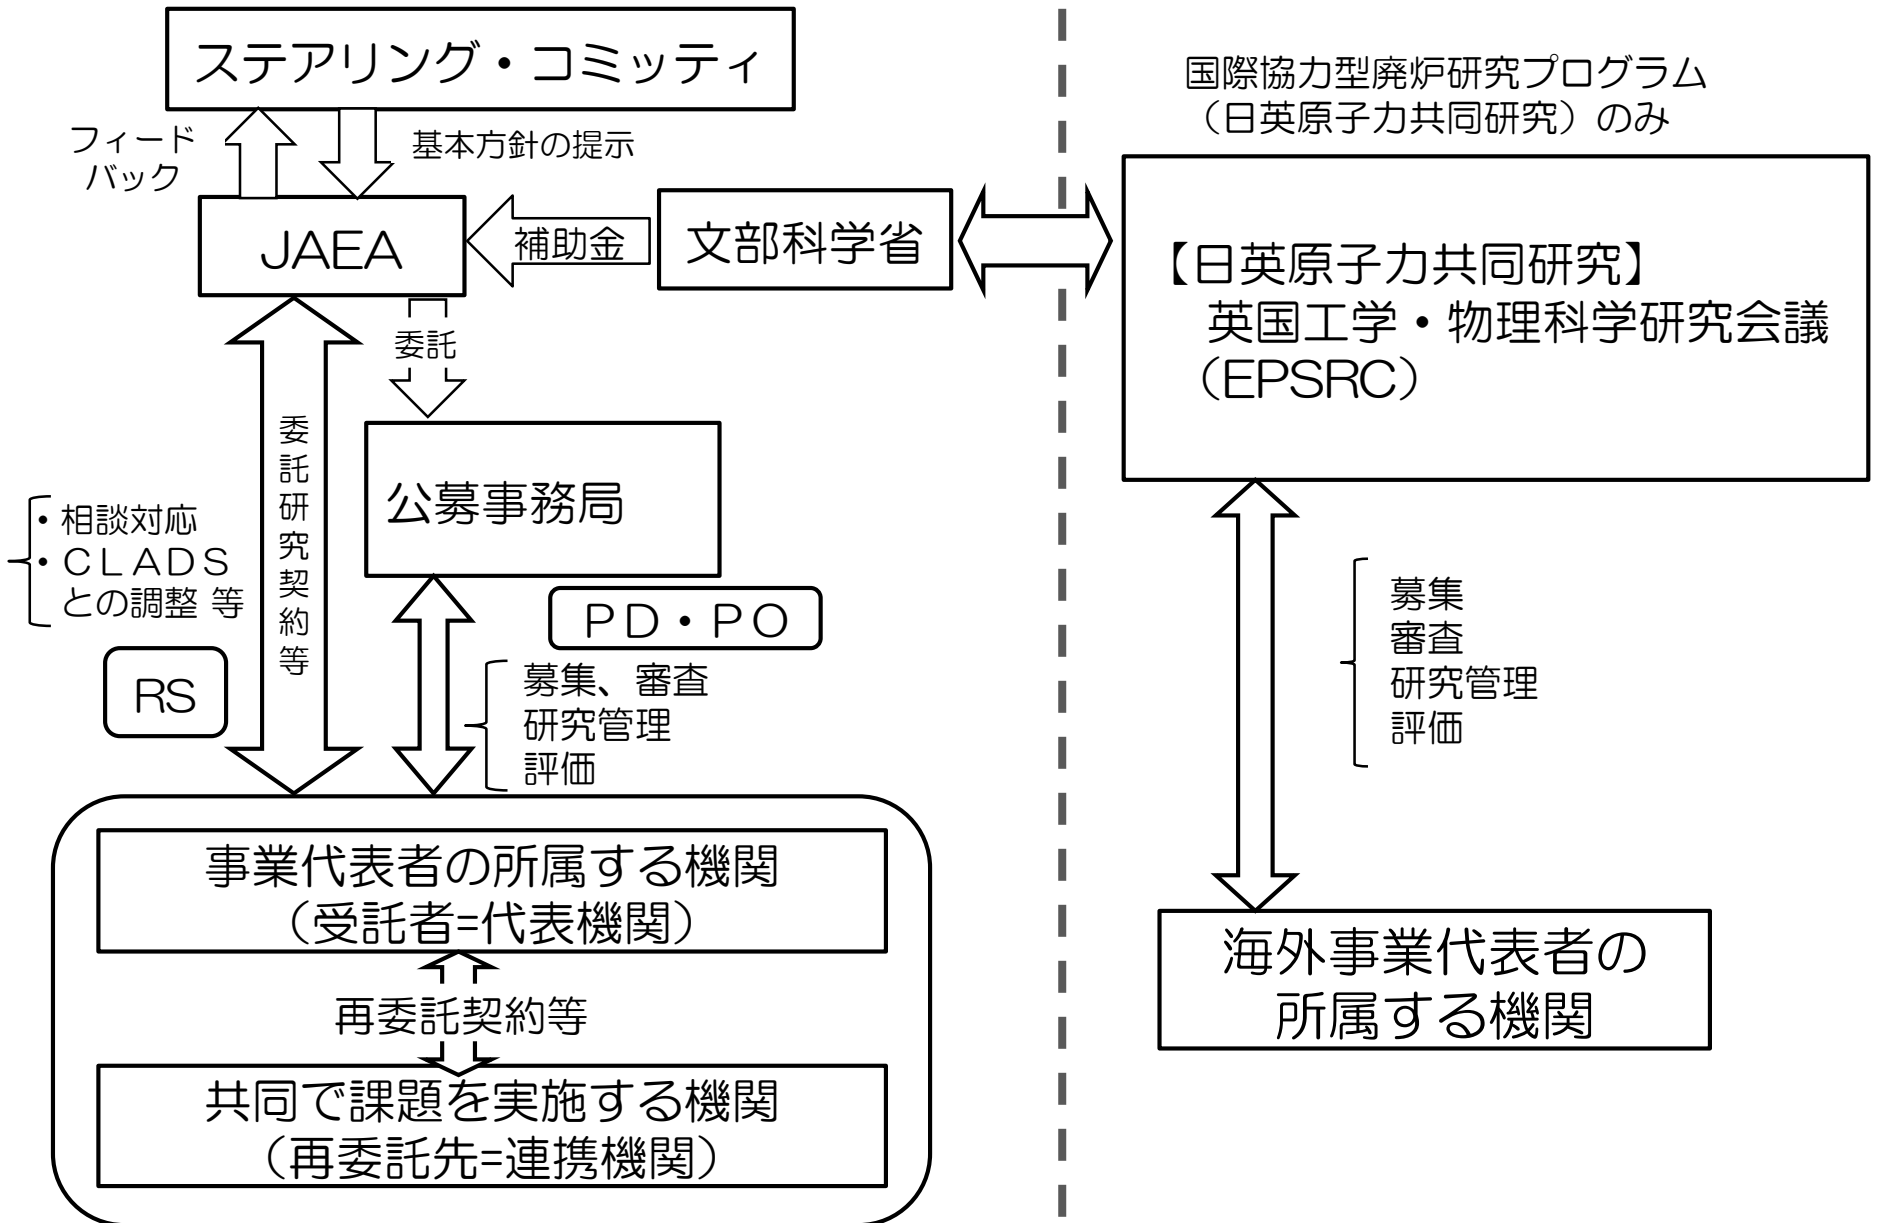 ステアリング・コミッティ
フィード
バック
基本方針の提示
JAEA
補助金
文部科学省
委託
委託研究契約等
公募事務局
・相談対応
・ＣＬＡＤＳ
との調整 等
RS
ＰＤ・ＰＯ
募集、審査
研究管理
評価
事業代表者の所属する機関
（受託者=代表機関）
再委託契約等
共同で課題を実施する機関
（再委託先=連携機関）
国際協力型廃炉研究プログラム
（日英原子力共同研究）のみ
【日英原子力共同研究】
英国工学・物理科学研究会議
（EPSRC）
募集
審査
研究管理
評価
海外事業代表者の
所属する機関